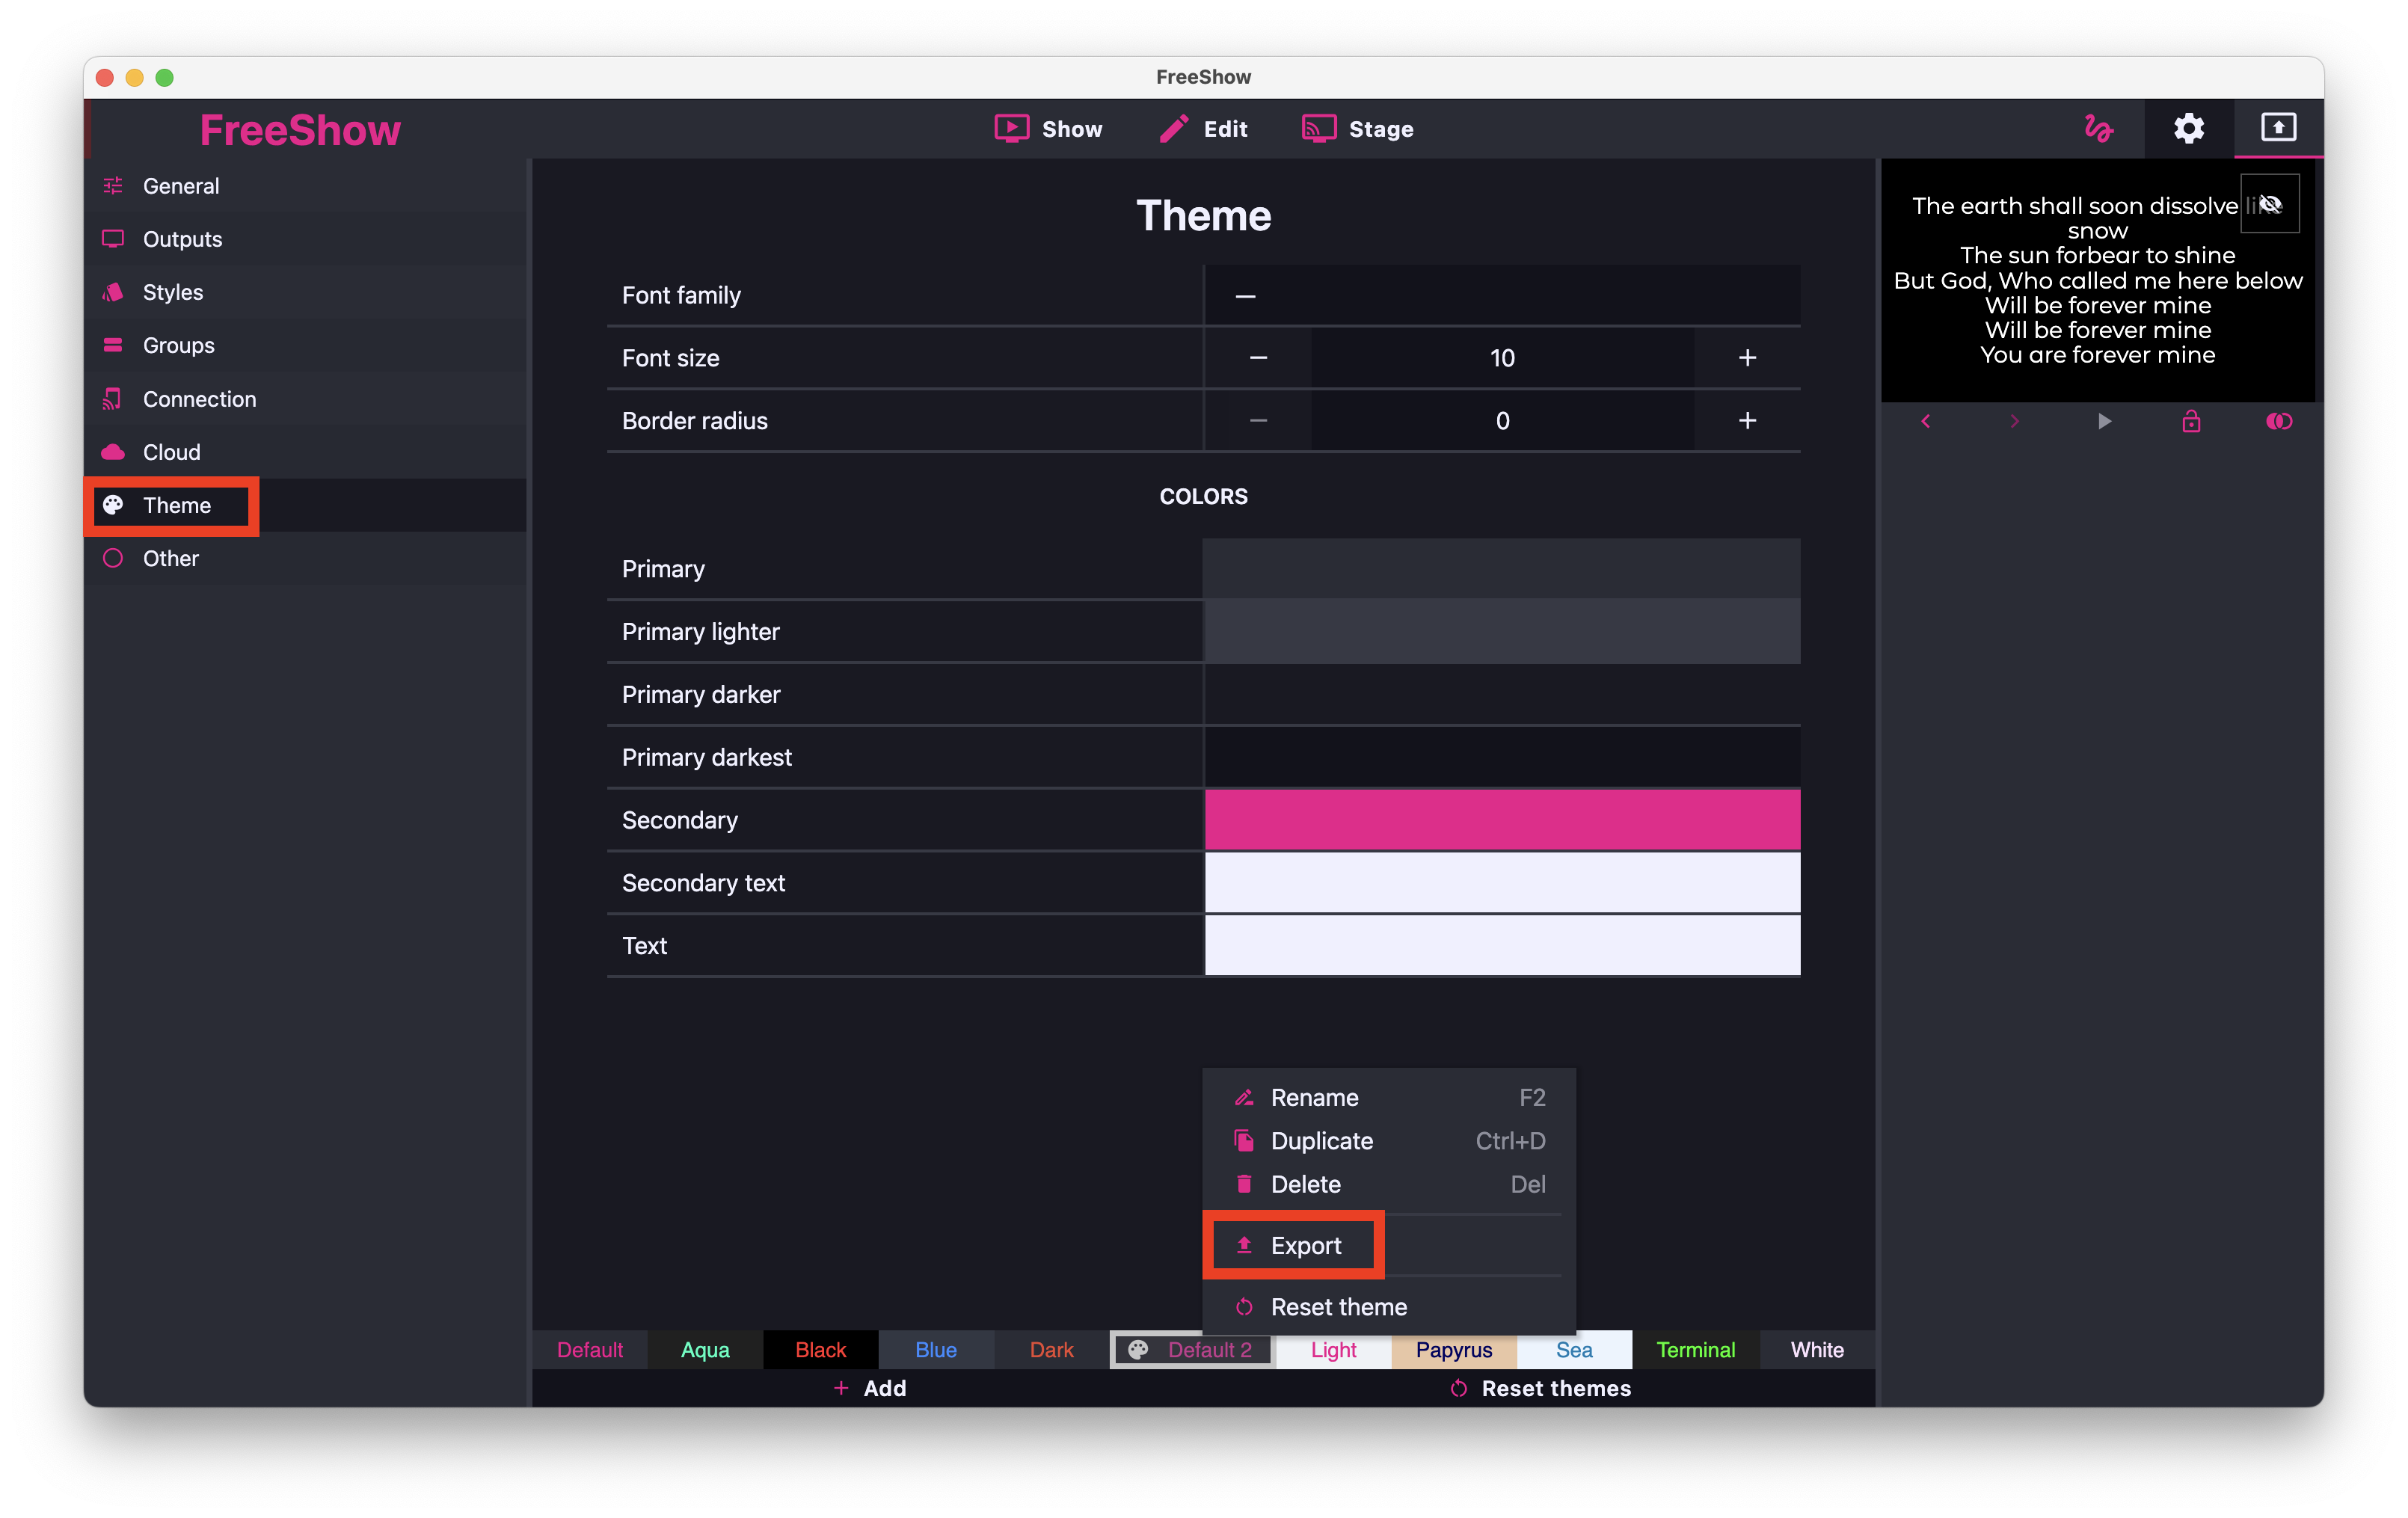 FreeShow
FreeShow
Show
Edit
Stage
General
Outputs
Styles
Groups
Connection
Cloud
Theme
Other
Theme
Font family
—
Font size
− 10 +
Border radius
− 0 +
COLORS
Primary
Primary lighter
Primary darker
Primary darkest
Secondary
Secondary text
Text
Rename F2
Duplicate Ctrl+D
Delete Del
Export
Reset theme
Default
Aqua
Black
Blue
Dark
Default 2
Light
Papyrus
Sea
Terminal
White
+ Add
Reset themes
The earth shall soon dissolve like
snow
The sun forbear to shine
But God, Who called me here below
Will be forever mine
Will be forever mine
You are forever mine